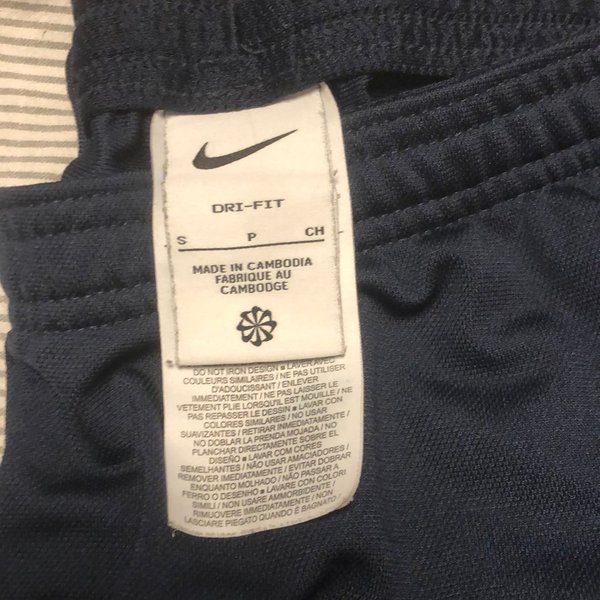 DRI-FIT
S P CH
MADE IN CAMBODIA
FABRIQUE AU
CAMBODGE
DO NOT IRON DESIGN ■ LAVER AVEC
COULEURS SIMILAIRES / NE PAS UTILISER
D'ADOUCISSANT / ENLEVER
IMMEDIATEMENT / NE PAS LAISSER LE
VETEMENT PLIE LORSQU'IL EST MOUILLE / NE
PAS REPASSER LE DESSIN ■ LAVAR CON
COLORES SIMILARES / NO USAR
SUAVIZANTES / RETIRAR INMEDIATAMENTE /
NO DOBLAR LA PRENDA MOJADA / NO
PLANCHAR DIRECTAMENTE SOBRE EL
DISEÑO ■ LAVAR COM CORES
SEMELHANTES / NÃO USAR AMACIADORES /
REMOVER IMEDIATAMENTE / EVITAR DOBRAR
ENQUANTO MOLHADO / NÃO PASSAR A
FERRO O DESENHO ■ LAVARE CON COLORI
SIMILI / NON USARE AMMORBIDENTE /
RIMUOVERE IMMEDIATAMENTE / NON
LASCIARE PIEGATO QUANDO È BAGNATO /